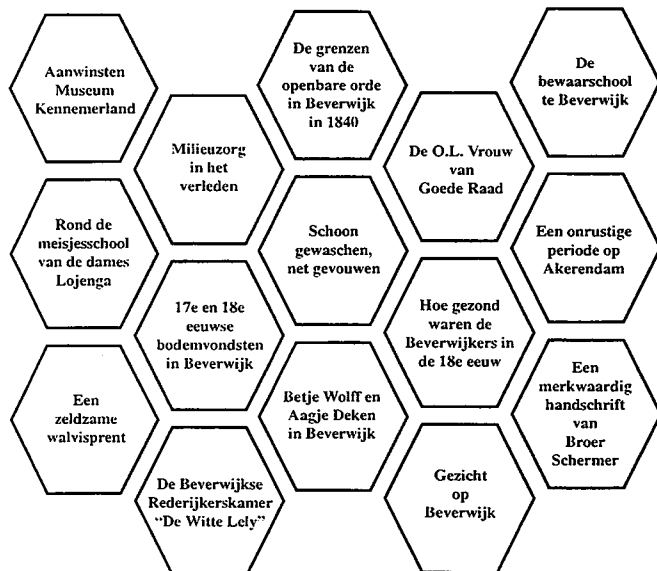 Aanwinsten
Museum
Kennemerland
De grenzen
van de
openbare orde
in Beverwijk
in 1840
De
bewaarschool
te Beverwijk
Milieuzorg
in het
verleden
De O.L. Vrouw
van
Goede Raad
Rond de
meisjesschool
van de dames
Lojenga
Schoon
gewaschen,
net gevouwen
Een onrustige
periode op
Akerendam
17e en 18e
eeuwse
bodemvondsten
in Beverwijk
Hoe gezond
waren de
Beverwijkers in
de 18e eeuw
Een
zeldzame
walvisprent
Betje Wolff en
Aagje Deken
in Beverwijk
Een
merkwaardig
handschrift
van
Broer
Schermer
De Beverwijkse
Rederijkerskamer
“De Witte Lely”
Gezicht
op
Beverwijk